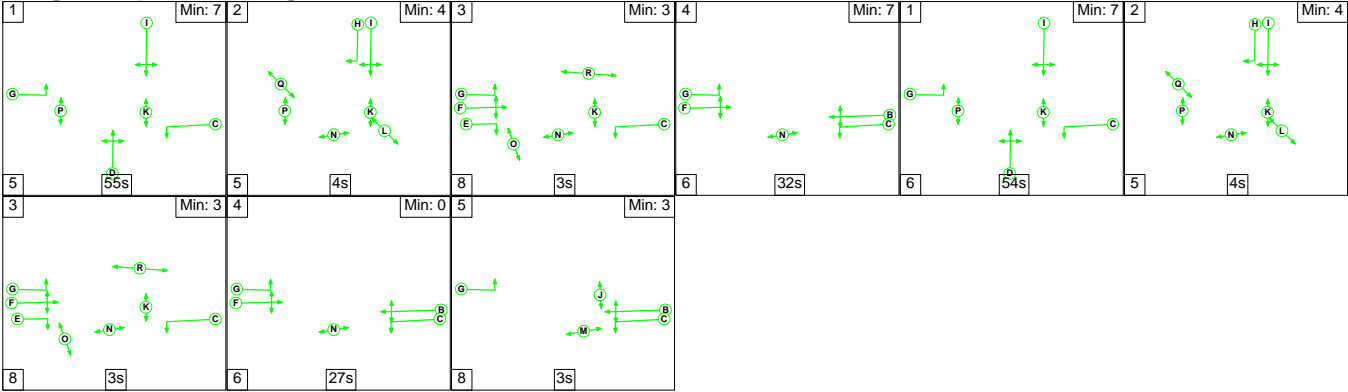 1 Min: 7 2 Min: 4 3 Min: 3 4 Min: 7 1 Min: 7 2 Min: 4
I H I I H I
R
Q Q
G G G G
P P F K F P K P K
K K B
E C C
C N L N N C N L
O
D D
5 55s 5 4s 8 3s 6 32s 6 54s 5 4s
3 Min: 3 4 Min: 0 5 Min: 3
R
G G G J
F K F B B
E C N C M C
N
O
8 3s 6 27s 8 3s